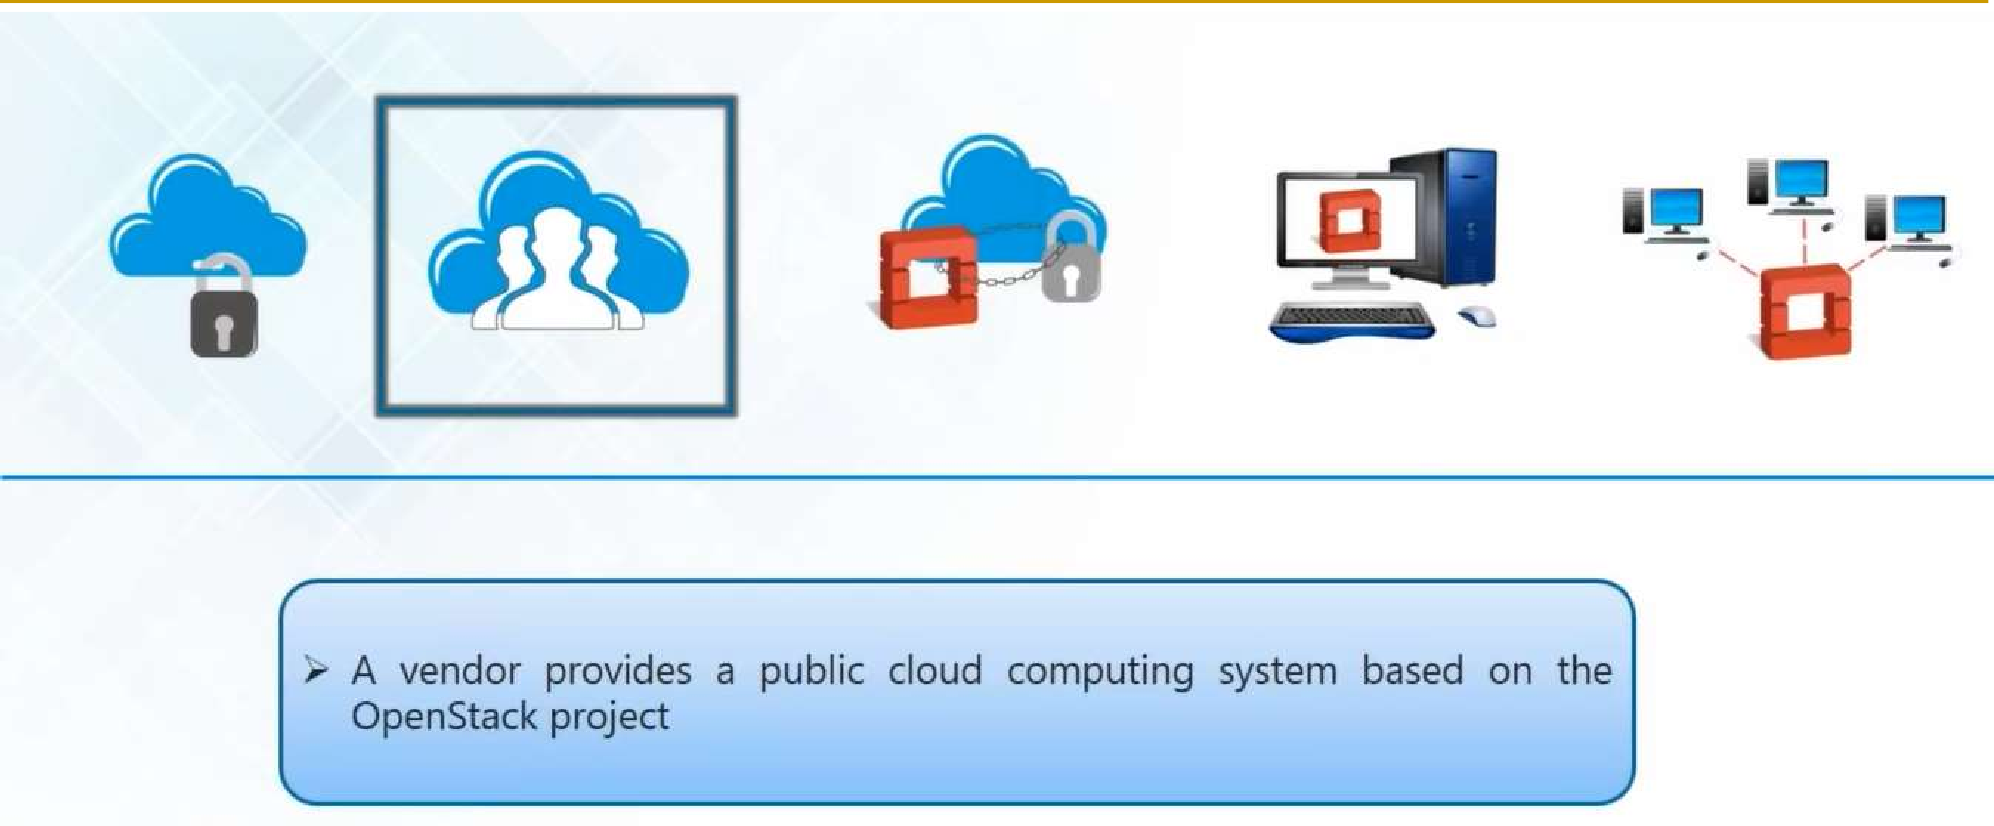 ➢ A vendor provides a public cloud computing system based on the
OpenStack project